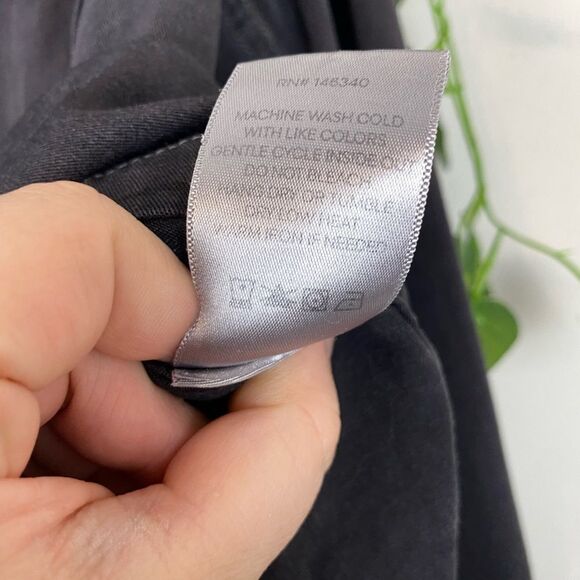 RN# 146340
MACHINE WASH COLD
WITH LIKE COLORS
GENTLE CYCLE INSIDE OUT
DO NOT BLEACH
HANG DRY OR TUMBLE
DRY LOW HEAT
WARM IRON IF NEEDED